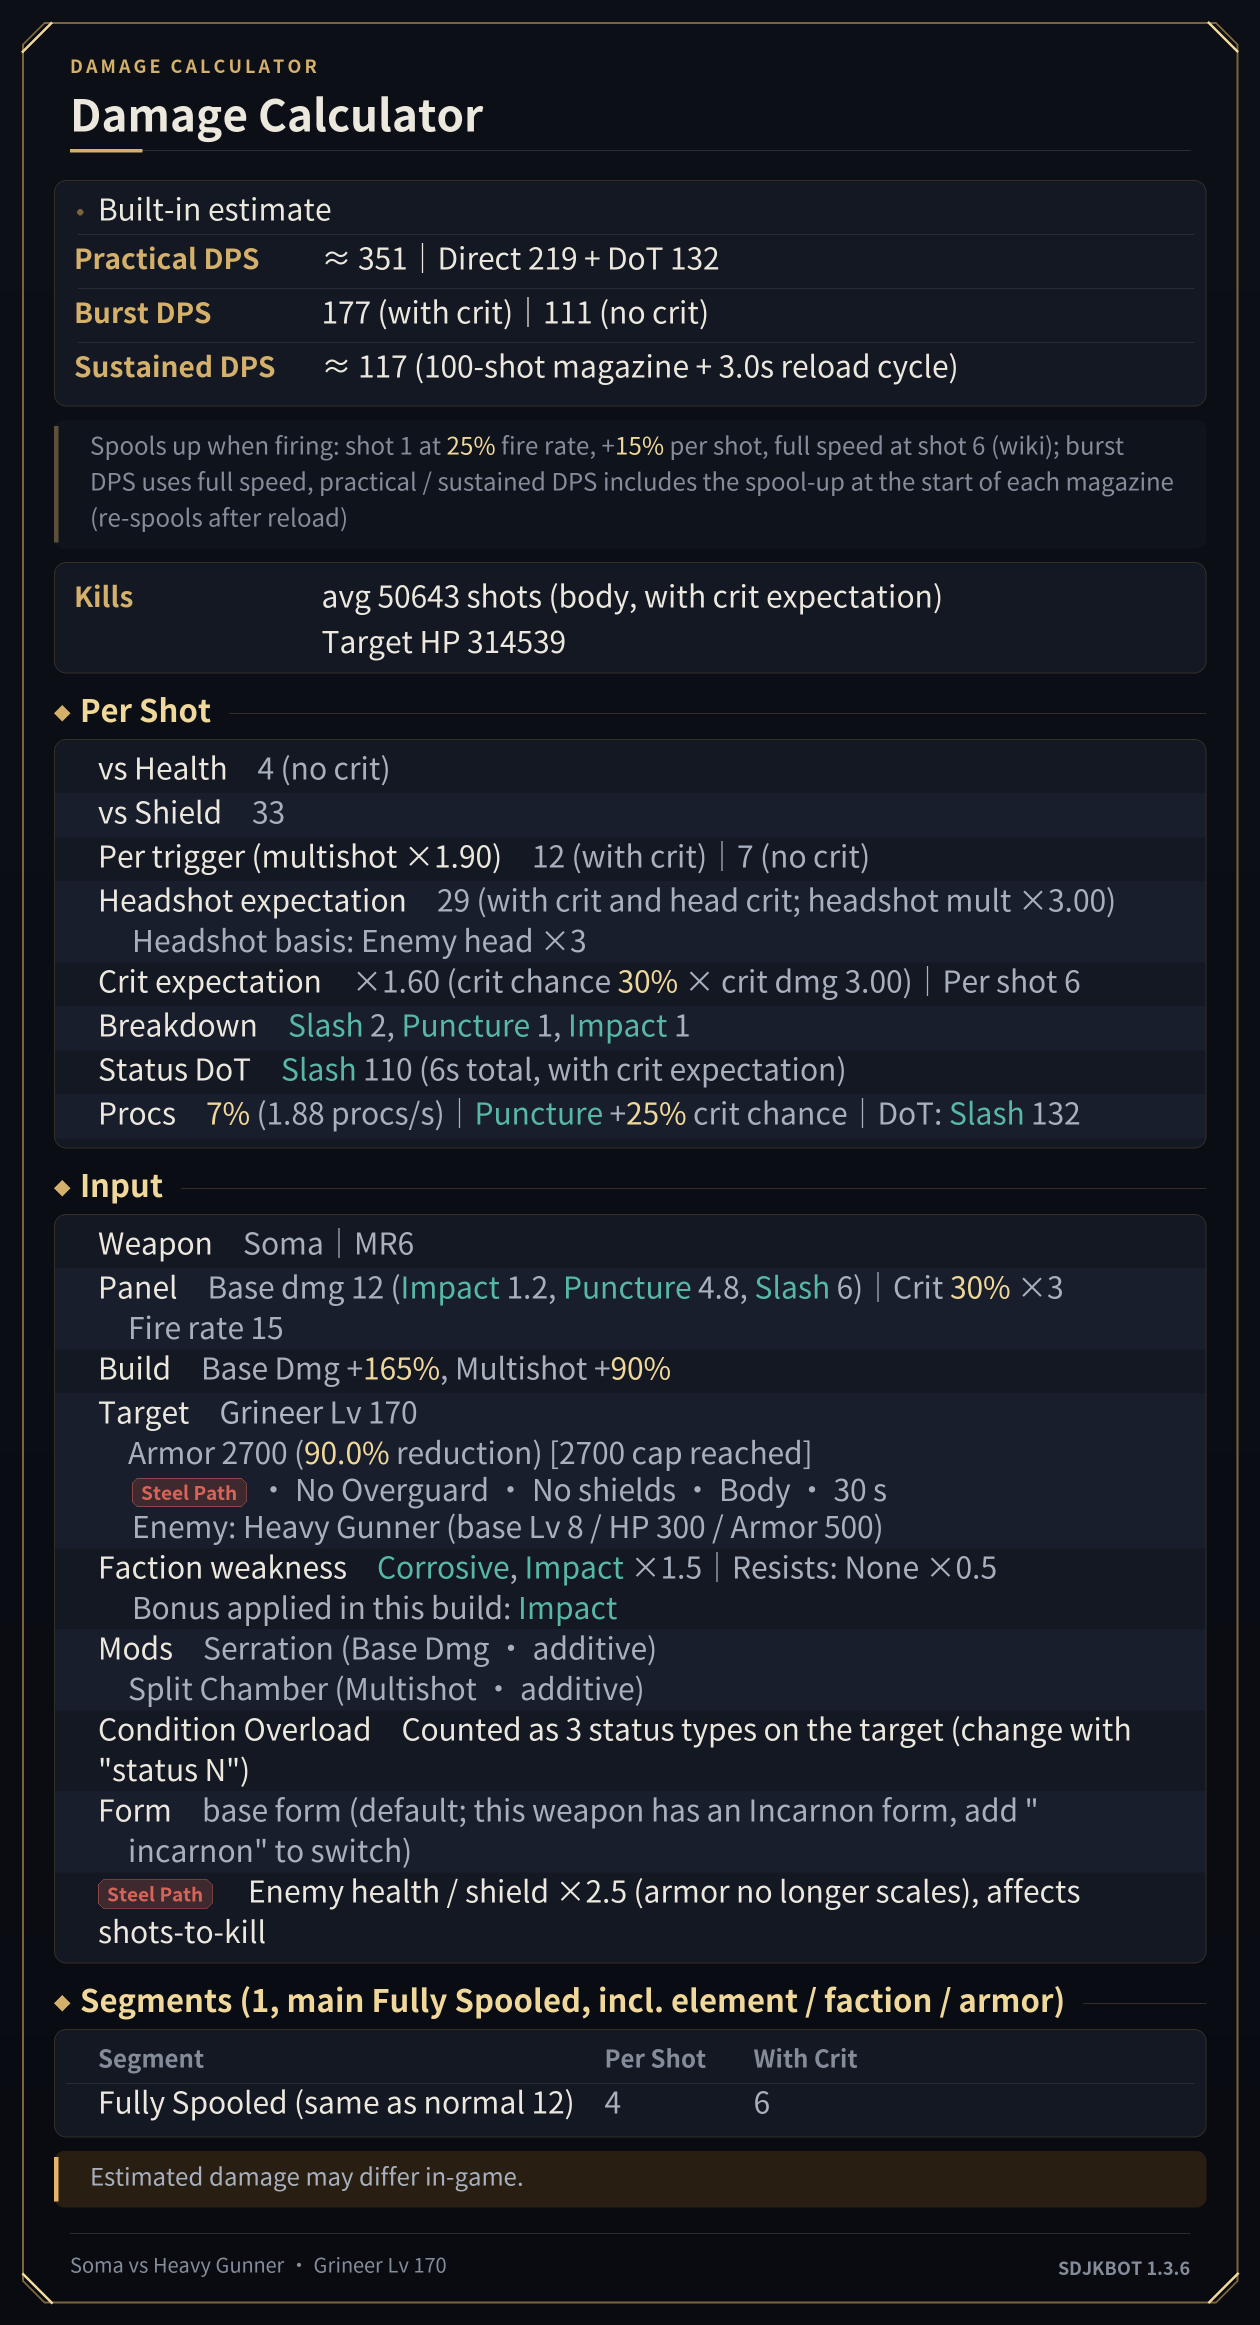 DAMAGE CALCULATOR
Damage Calculator
• Built-in estimate
Practical DPS ≈ 351 | Direct 219 + DoT 132
Burst DPS 177 (with crit) | 111 (no crit)
Sustained DPS ≈ 117 (100-shot magazine + 3.0s reload cycle)
Spools up when firing: shot 1 at 25% fire rate, +15% per shot, full speed at shot 6 (wiki); burst
DPS uses full speed, practical / sustained DPS includes the spool-up at the start of each magazine
(re-spools after reload)
Kills avg 50643 shots (body, with crit expectation)
Target HP 314539
◆ Per Shot
vs Health 4 (no crit)
vs Shield 33
Per trigger (multishot ×1.90) 12 (with crit) | 7 (no crit)
Headshot expectation 29 (with crit and head crit; headshot mult ×3.00)
Headshot basis: Enemy head ×3
Crit expectation ×1.60 (crit chance 30% × crit dmg 3.00) | Per shot 6
Breakdown Slash 2, Puncture 1, Impact 1
Status DoT Slash 110 (6s total, with crit expectation)
Procs 7% (1.88 procs/s) | Puncture +25% crit chance | DoT: Slash 132
◆ Input
Weapon Soma | MR6
Panel Base dmg 12 (Impact 1.2, Puncture 4.8, Slash 6) | Crit 30% ×3
Fire rate 15
Build Base Dmg +165%, Multishot +90%
Target Grineer Lv 170
Armor 2700 (90.0% reduction) [2700 cap reached]
Steel Path • No Overguard • No shields • Body • 30 s
Enemy: Heavy Gunner (base Lv 8 / HP 300 / Armor 500)
Faction weakness Corrosive, Impact ×1.5 | Resists: None ×0.5
Bonus applied in this build: Impact
Mods Serration (Base Dmg • additive)
Split Chamber (Multishot • additive)
Condition Overload Counted as 3 status types on the target (change with
"status N")
Form base form (default; this weapon has an Incarnon form, add "
incarnon" to switch)
Steel Path Enemy health / shield ×2.5 (armor no longer scales), affects
shots-to-kill
◆ Segments (1, main Fully Spooled, incl. element / faction / armor)
Segment Per Shot With Crit
Fully Spooled (same as normal 12) 4 6
Estimated damage may differ in-game.
Soma vs Heavy Gunner • Grineer Lv 170
SDJKBOT 1.3.6